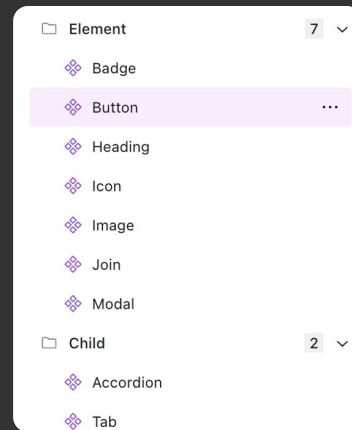 Element 7
Badge
Button ...
Heading
Icon
Image
Join
Modal
Child 2
Accordion
Tab